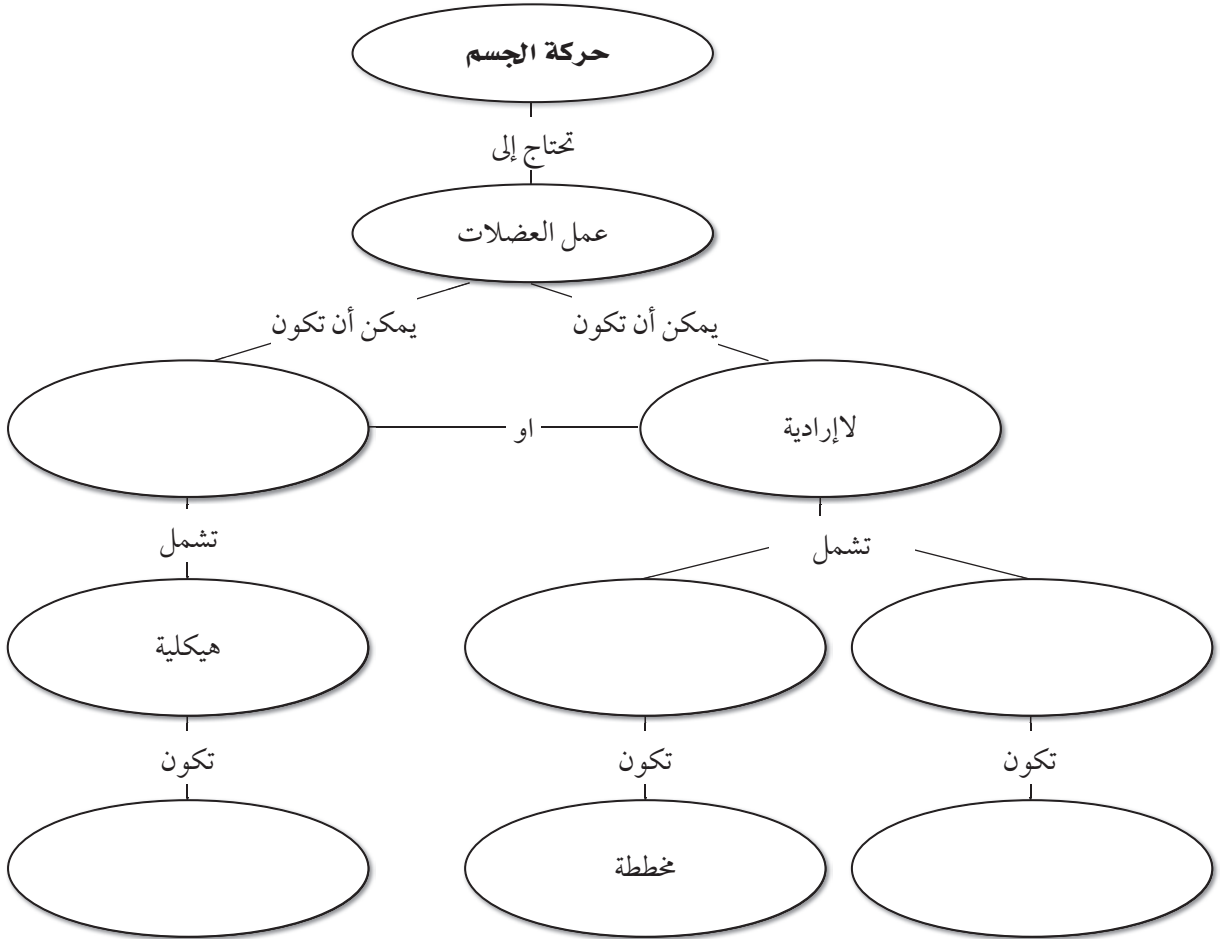 حركة الجسم
تحتاج إلى
عمل العضلات
يمكن أن تكون
يمكن أن تكون
لاإرادية
او
تشمل
تشمل
هيكلية
تكون
تكون
تكون
مخططة